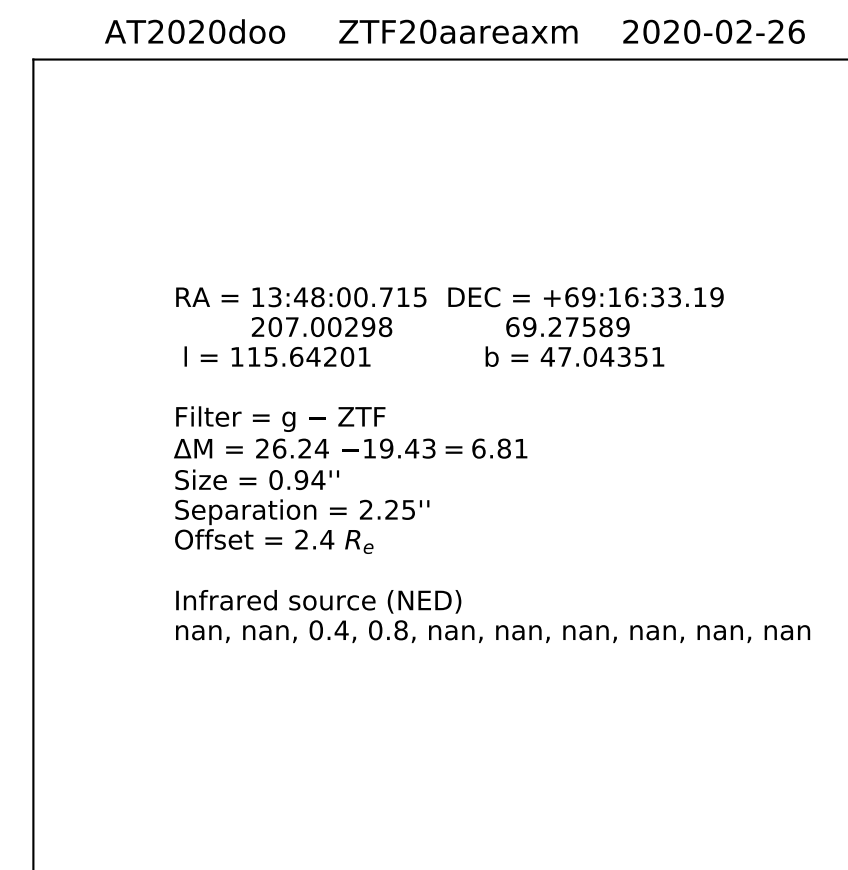 AT2020doo ZTF20aareaxm 2020-02-26
RA = 13:48:00.715 DEC = +69:16:33.19
207.00298 69.27589
l = 115.64201 b = 47.04351
Filter = g − ZTF
ΔM = 26.24 −19.43 = 6.81
Size = 0.94''
Separation = 2.25''
Offset = 2.4 Re
Infrared source (NED)
nan, nan, 0.4, 0.8, nan, nan, nan, nan, nan, nan